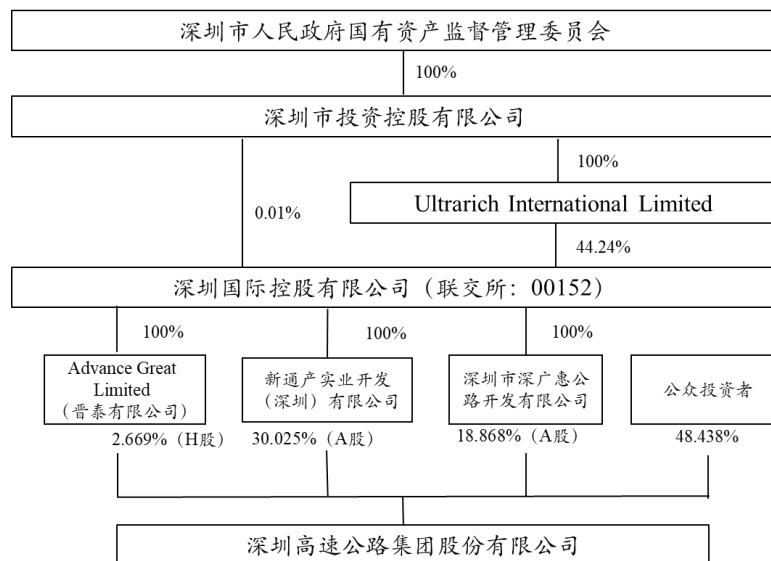 深圳市人民政府国有资产监督管理委员会
100%
深圳市投资控股有限公司
100%
0.01%
Ultrarich International Limited
44.24%
深圳国际控股有限公司（联交所：00152）
100%
100%
100%
Advance Great
Limited
（晋泰有限公司）
新通产实业开发
（深圳）有限公司
深圳市深广惠公
路开发有限公司
公众投资者
2.669%（H股）
30.025%（A股）
18.868%（A股）
48.438%
深圳高速公路集团股份有限公司